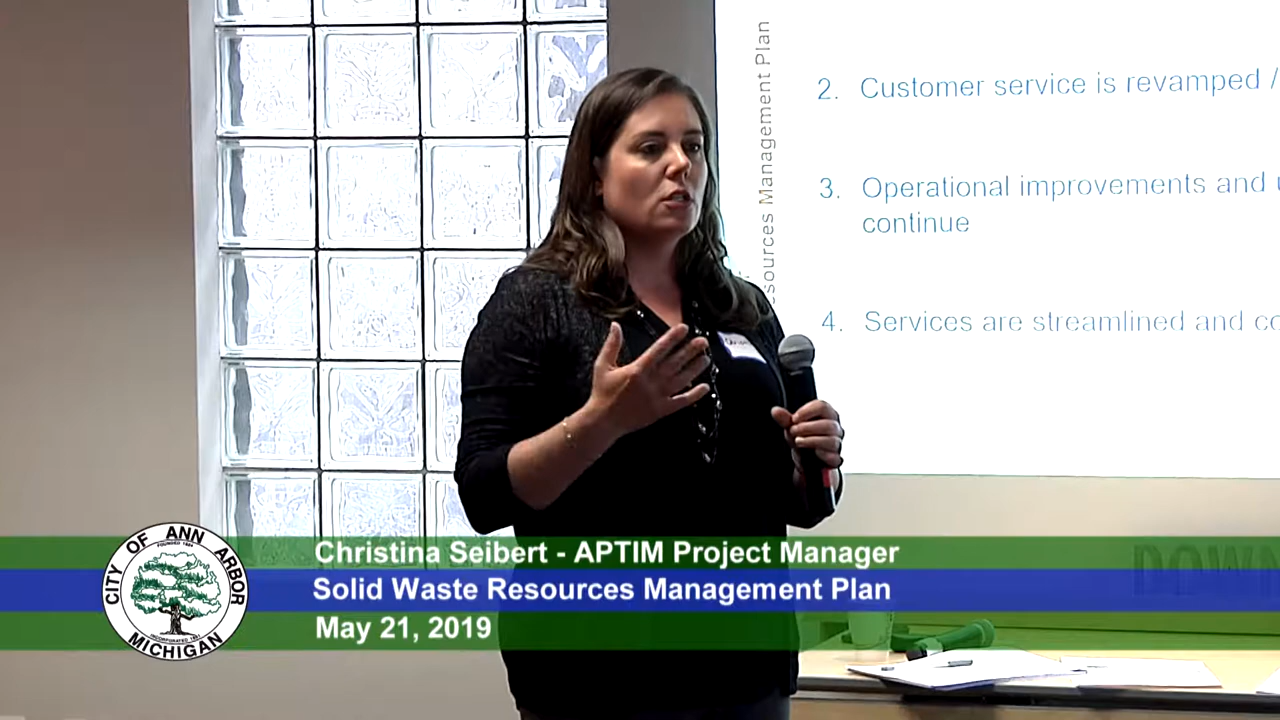 Resources Management Plan
2. Customer service is revamped /
3. Operational improvements and
continue
4. Services are streamlined and
CITY OF ANN ARBOR
MICHIGAN
Christina Seibert - APTIM Project Manager
Solid Waste Resources Management Plan
May 21, 2019